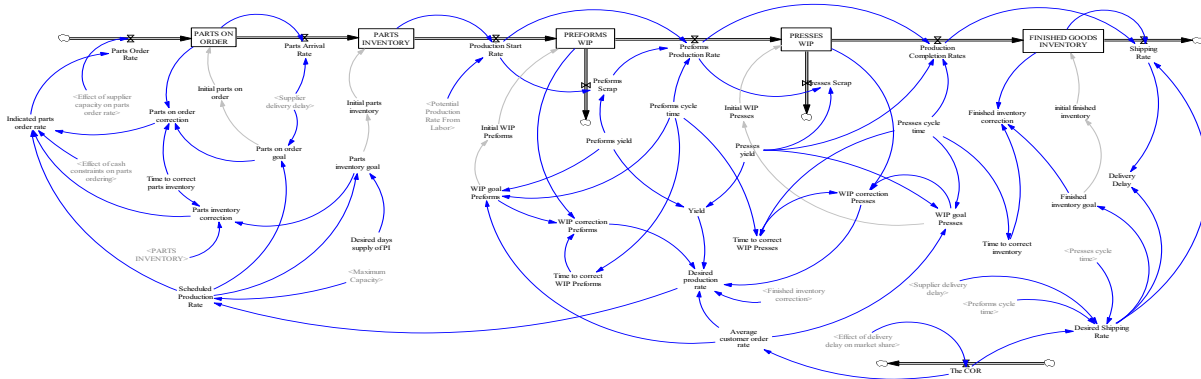 PARTS ON
ORDER
PARTS
INVENTORY
PREFORMS
WIP
PRESSES
WIP
FINISHED GOODS
INVENTORY
Parts Order
Rate
Parts Arrival
Rate
Production Start
Rate
Preforms
Production Rate
Production
Completion Rates
Shipping
Rate
Preforms
Scrap
Presses Scrap
<Effect of supplier
capacity on parts
order rate>
Initial parts on
order
<Supplier
delivery delay>
Initial parts
inventory
<Potential
Production
Rate From
Labor>
Initial WIP
Preforms
Preforms cycle
time
Initial WIP
Presses
Presses cycle
time
Finished inventory
correction
initial finished
inventory
Indicated parts
order rate
Parts on order
correction
Parts on order
goal
Parts
inventory goal
Preforms yield
Presses
yield
<Effect of cash
constraints on parts
ordering>
Time to correct
parts inventory
Parts inventory
correction
WIP goal
Preforms
WIP correction
Preforms
Yield
WIP correction
Presses
WIP goal
Presses
Finished
inventory goal
Delivery
Delay
<PARTS
INVENTORY>
Desired days
supply of PI
Time to correct
WIP Presses
Time to correct
inventory
<Presses cycle
time>
Scheduled
Production
Rate
<Maximum
Capacity>
Time to correct
WIP Preforms
Desired
production
rate
<Finished inventory
correction>
<Supplier delivery
delay>
<Preforms cycle
time>
Desired Shipping
Rate
Average
customer order
rate
<Effect of delivery
delay on market share>
The COR